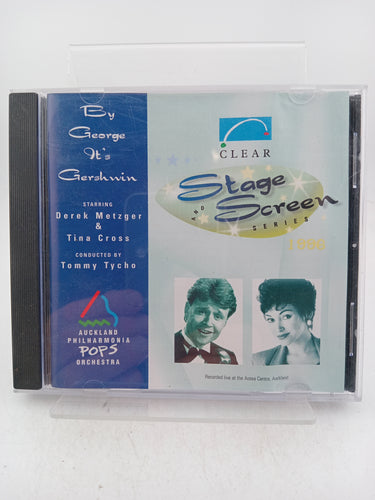 By
George
It's
Gershwin
STARRING
Derek Metzger
&
Tina Cross
CONDUCTED BY
Tommy Tycho
AUCKLAND
PHILHARMONIA
POPS
ORCHESTRA
CLEAR
Stage
AND
Screen
SERIES
Recorded live at the Aotea Centre, Auckland